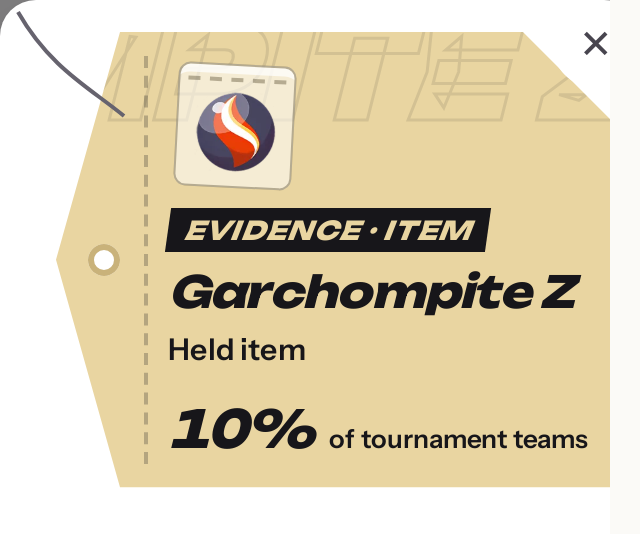 EVIDENCE · ITEM
Garchompite Z
Held item
10% of tournament teams